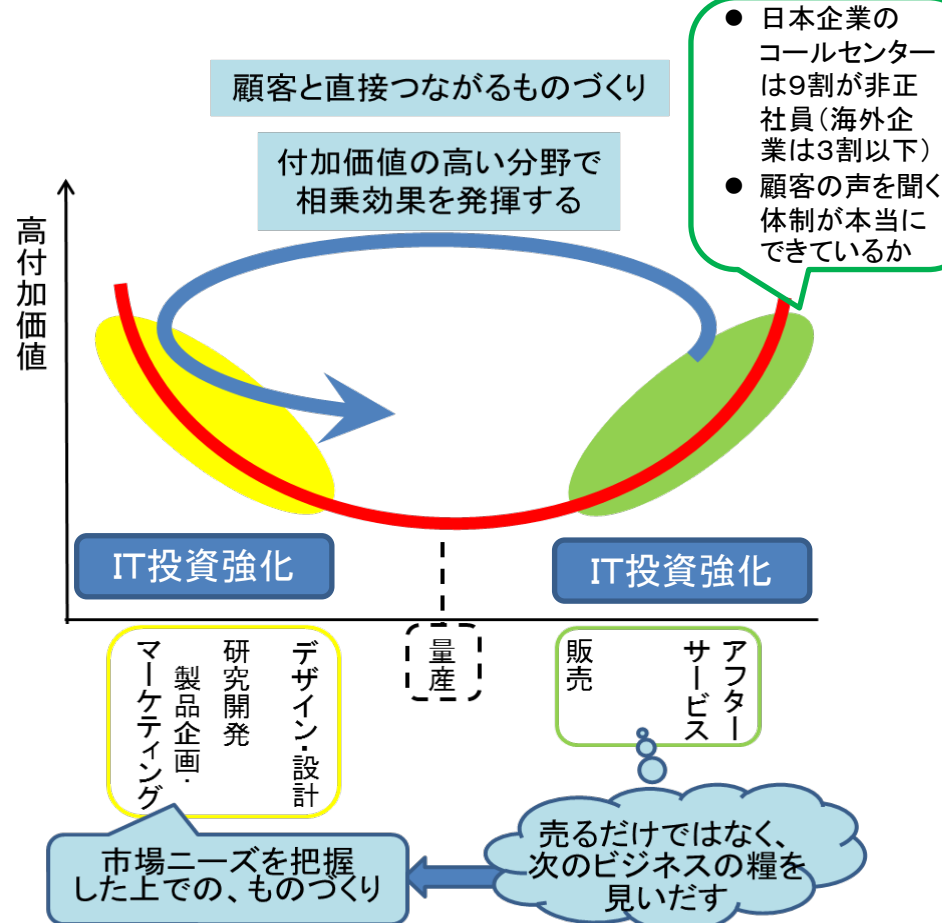 ● 日本企業の
コールセンター
は9割が非正
社員(海外企
業は3割以下)
● 顧客の声を聞く
体制が本当に
できているか
顧客と直接つながるものづくり
付加価値の高い分野で
相乗効果を発揮する
高付加価値
IT投資強化
IT投資強化
マーケティング
製品企画・
研究開発
デザイン・設計
量産
販売
サービス
アフター
市場ニーズを把握
した上での、ものづくり
売るだけではなく、
次のビジネスの糧を
見いだす